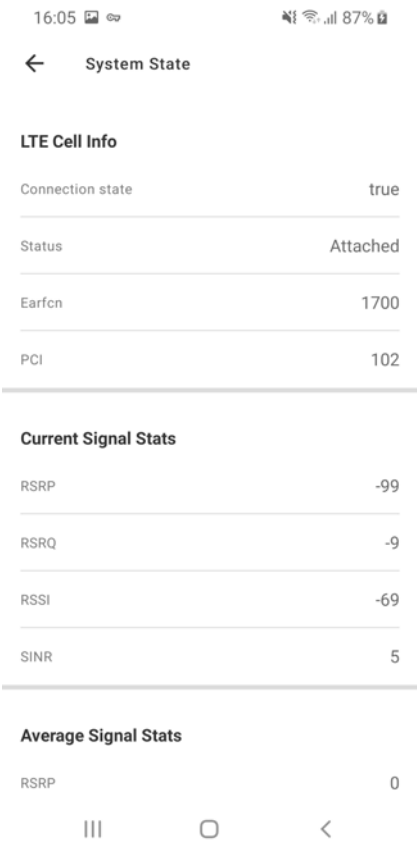 16:05 87%
System State
LTE Cell Info
Connection state true
Status Attached
Earfcn 1700
PCI 102
Current Signal Stats
RSRP -99
RSRQ -9
RSSI -69
SINR 5
Average Signal Stats
RSRP 0